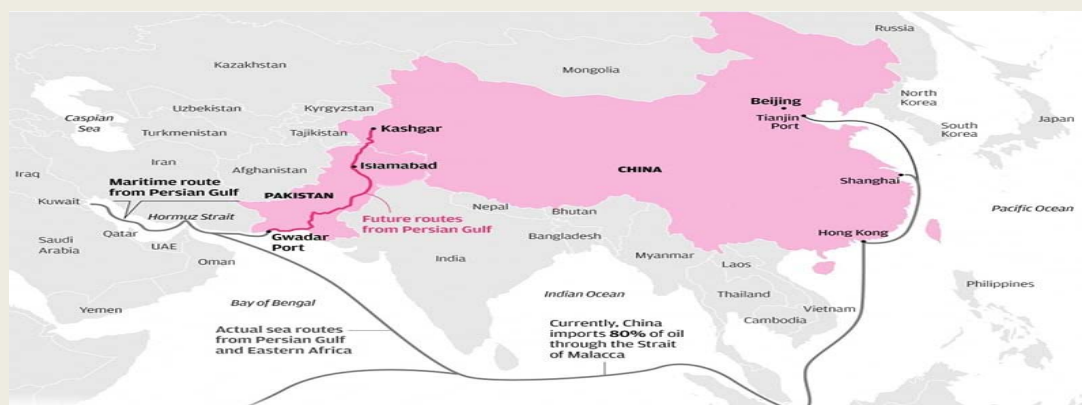 Russia
Kazakhstan
Mongolia
Caspian
Sea
Uzbekistan
Kyrgyzstan
Beijing
Tianjin
Port
North
Korea
South
Korea
Japan
Turkmenistan
Tajikistan
Kashgar
Iraq
Iran
Afghanistan
Islamabad
CHINA
Shanghai
Maritime route
from Persian Gulf
PAKISTAN
Kuwait
Hormuz Strait
Future routes
from Persian Gulf
Nepal
Bhutan
Pacific Ocean
Qatar
UAE
Gwadar
Port
Bangladesh
Hong Kong
Saudi
Arabia
Oman
India
Myanmar
Laos
Yemen
Bay of Bengal
Indian Ocean
Thailand
Vietnam
Cambodia
Philippines
Actual sea routes
from Persian Gulf
and Eastern Africa
Currently, China
imports 80% of oil
through the Strait
of Malacca